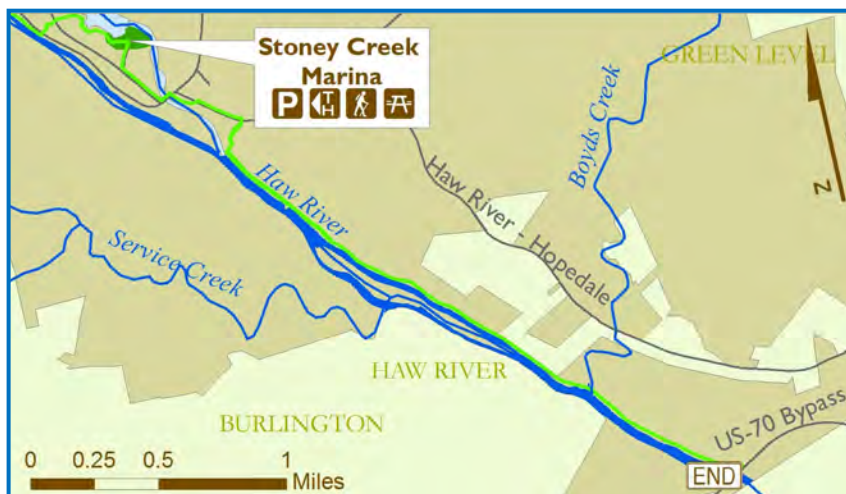 Stoney Creek
Marina
P
T
H
GREEN LEVEL
Boyds Creek
N
Haw River
Haw River - Hopedale
Service Creek
HAW RIVER
BURLINGTON
US-70 Bypass
0 0.25 0.5 1
Miles
END